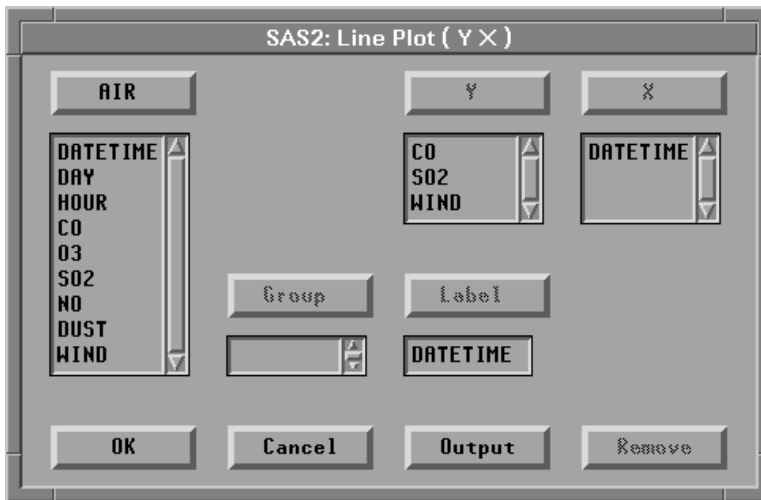 SAS2: Line Plot ( Y X )
AIR
Y
X
DATETIME
DAY
HOUR
CO
O3
SO2
NO
DUST
WIND
CO
SO2
WIND
DATETIME
Group
Label
DATETIME
OK
Cancel
Output
Remove